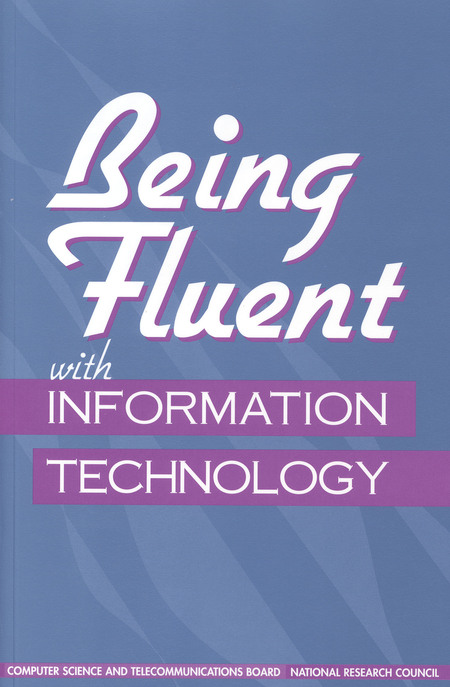 Being
Fluent
with
INFORMATION
TECHNOLOGY
COMPUTER SCIENCE AND TELECOMMUNICATIONS BOARD NATIONAL RESEARCH COUNCIL